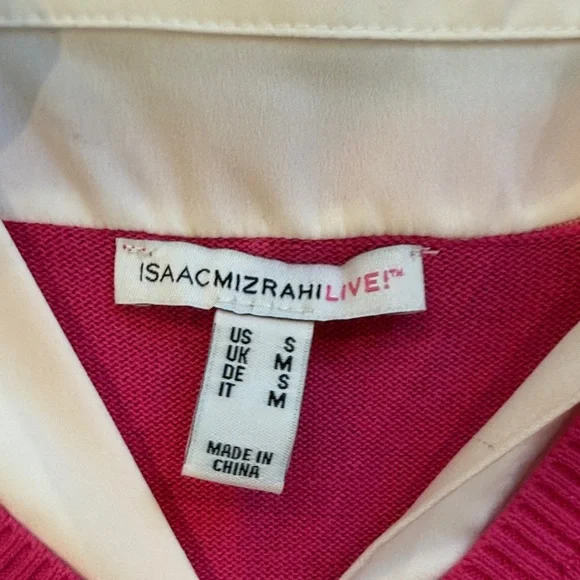 ISAACMIZRAHILIVE!™
US S
UK M
DE S
IT M
MADE IN
CHINA